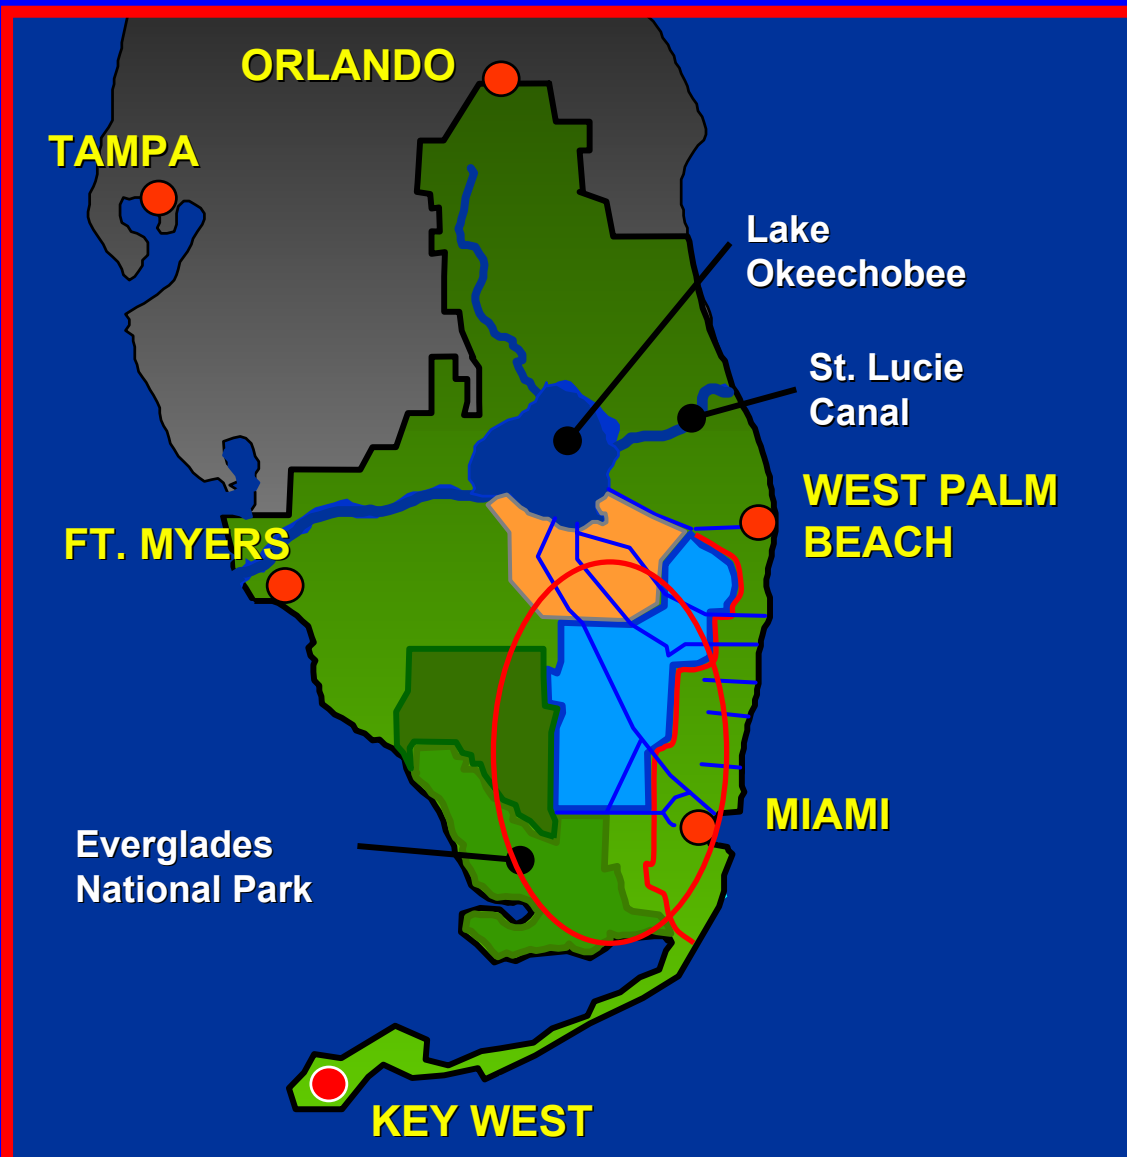 ORLANDO
TAMPA
Lake
Okeechobee
St. Lucie
Canal
WEST PALM
BEACH
FT. MYERS
MIAMI
Everglades
National Park
KEY WEST